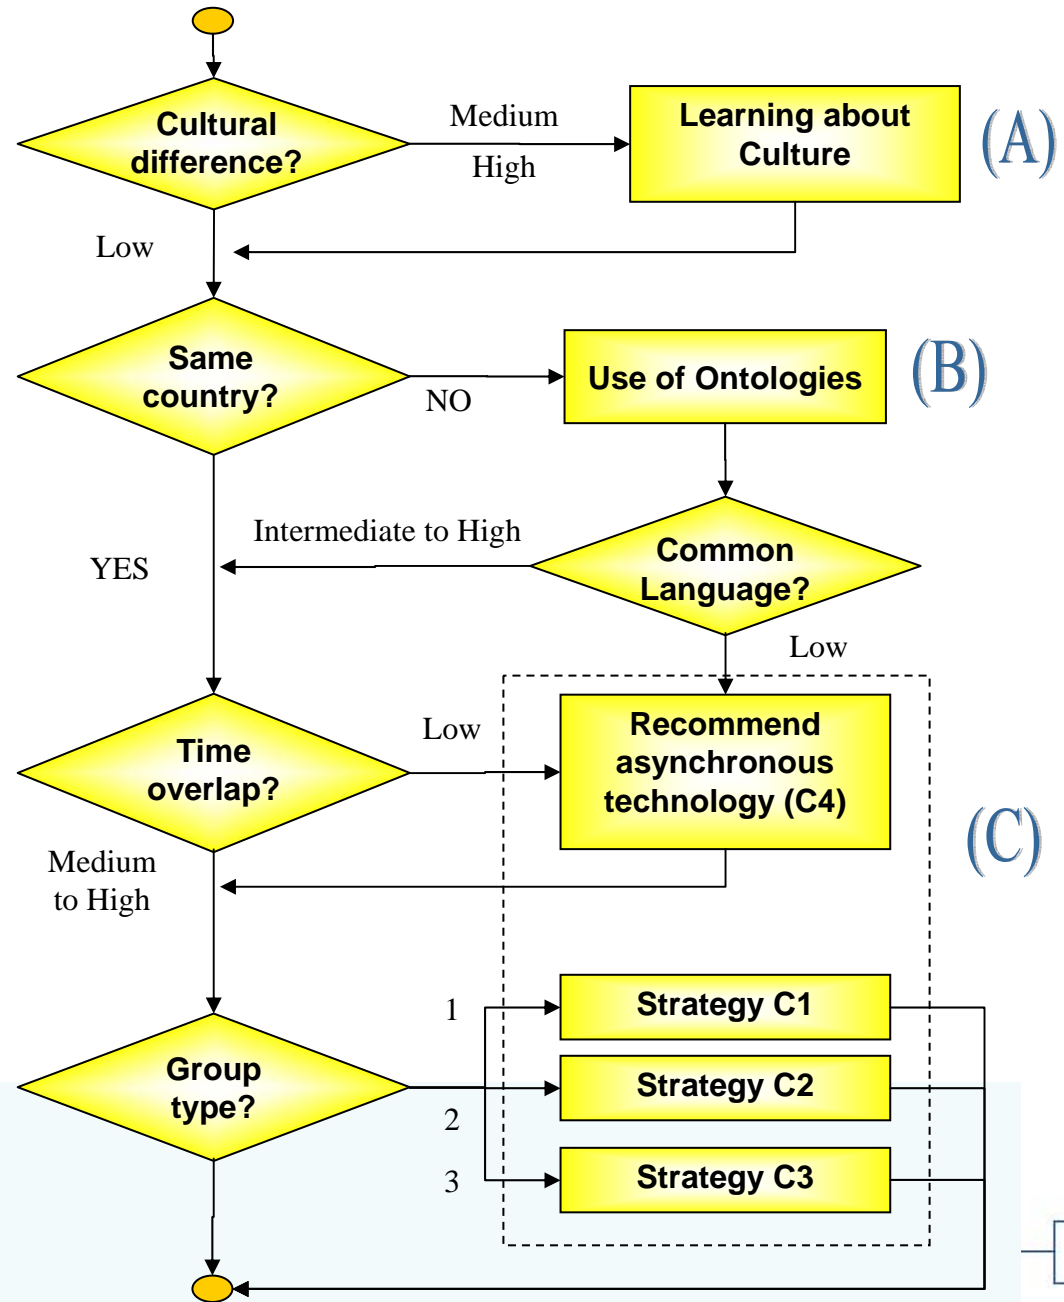 Cultural
difference?
Medium
High
Learning about
Culture
(A)
Low
Same
country?
NO
Use of Ontologies
(B)
Intermediate to High
YES
Common
Language?
Low
Time
overlap?
Low
Recommend
asynchronous
technology (C4)
(C)
Medium
to High
Group
type?
1
Strategy C1
2
Strategy C2
3
Strategy C3